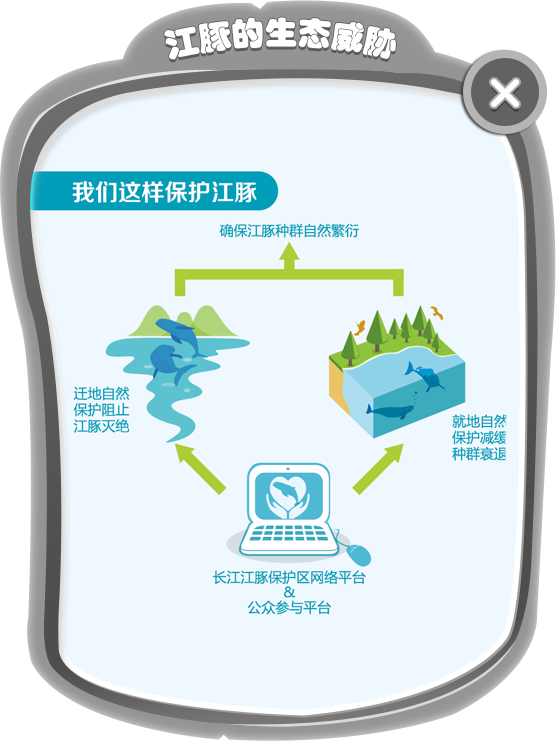 江豚的生态威胁
我们这样保护江豚
确保江豚种群自然繁衍
迁地自然
保护阻止
江豚灭绝
就地自然
保护减缓
种群衰退
长江江豚保护区网络平台
&
公众参与平台